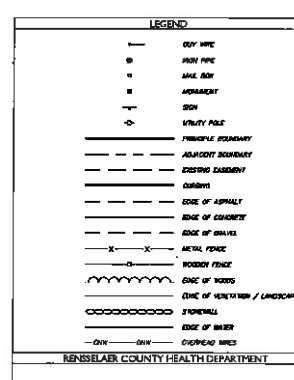 LEGEND
GUY WIRE
IRON PIPE
MAIL BOX
MONUMENT
SIGN
UTILITY POLE
PRINCIPLE BOUNDARY
ADJACENT BOUNDARY
EXISTING EASEMENT
CURBING
EDGE OF ASPHALT
EDGE OF CONCRETE
EDGE OF GRAVEL
X X METAL FENCE
WOODEN FENCE
EDGE OF WOODS
EDGE OF VEGETATION / LANDSCAPE
STONEWALL
EDGE OF WATER
OHW OHW OVERHEAD WIRES
RENSSELAER COUNTY HEALTH DEPARTMENT